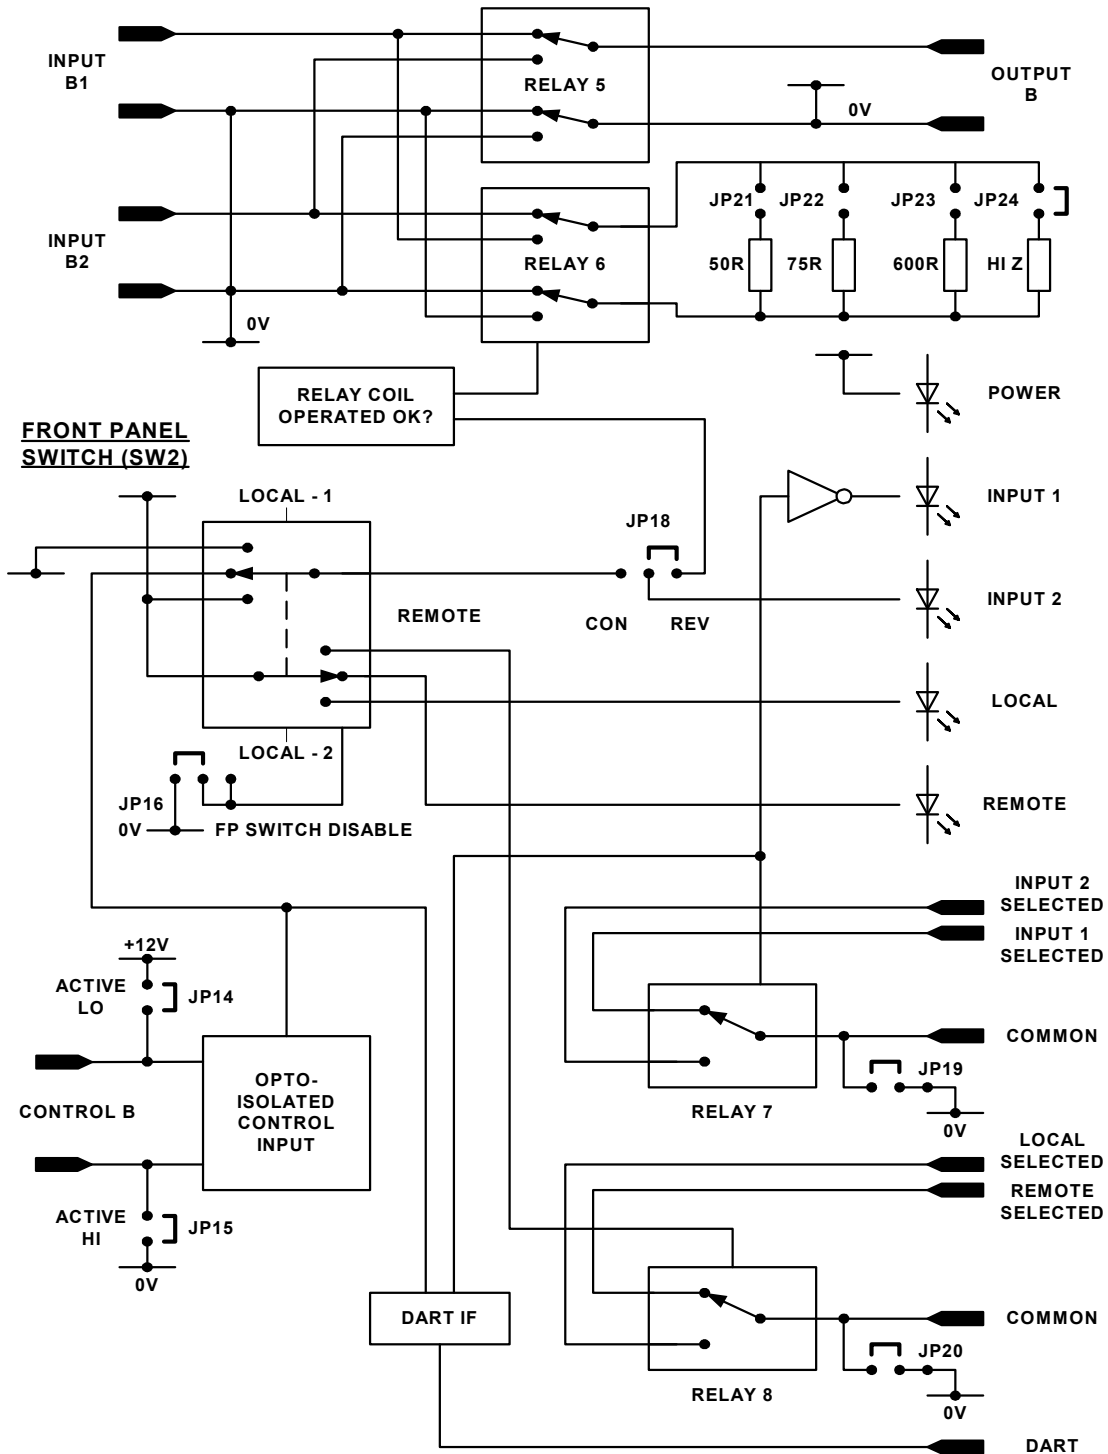 INPUT
B1
RELAY 5
OUTPUT
B
0V
INPUT
B2
RELAY 6
JP21
JP22
JP23
JP24
50R
75R
600R
HI Z
0V
RELAY COIL
OPERATED OK?
POWER
FRONT PANEL
SWITCH (SW2)
LOCAL - 1
JP18
INPUT 1
REMOTE
CON
REV
INPUT 2
LOCAL
LOCAL - 2
JP16
0V
FP SWITCH DISABLE
REMOTE
INPUT 2
SELECTED
INPUT 1
SELECTED
+12V
ACTIVE
LO
JP14
CONTROL B
OPTO-
ISOLATED
CONTROL
INPUT
COMMON
JP19
RELAY 7
0V
LOCAL
SELECTED
REMOTE
SELECTED
ACTIVE
HI
JP15
0V
DART IF
COMMON
JP20
RELAY 8
0V
DART